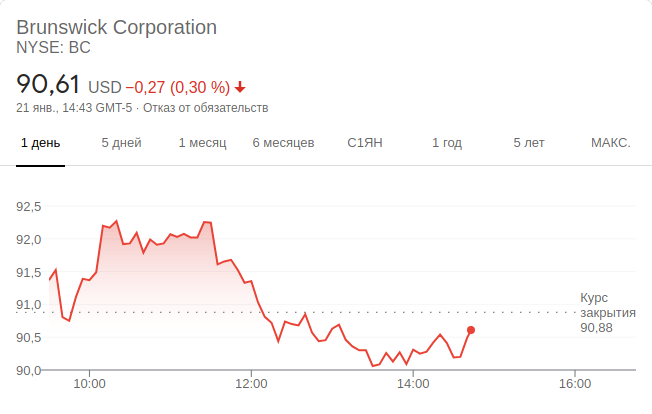 Brunswick Corporation
NYSE: BC
90,61 USD −0,27 (0,30 %)
21 янв., 14:43 GMT-5 · Отказ от обязательств
1 день 5 дней 1 месяц 6 месяцев С1ЯН 1 год 5 лет МАКС.
92,5
92,0
91,5
91,0
90,5
90,0
Курс
закрытия
90,88
10:00 12:00 14:00 16:00